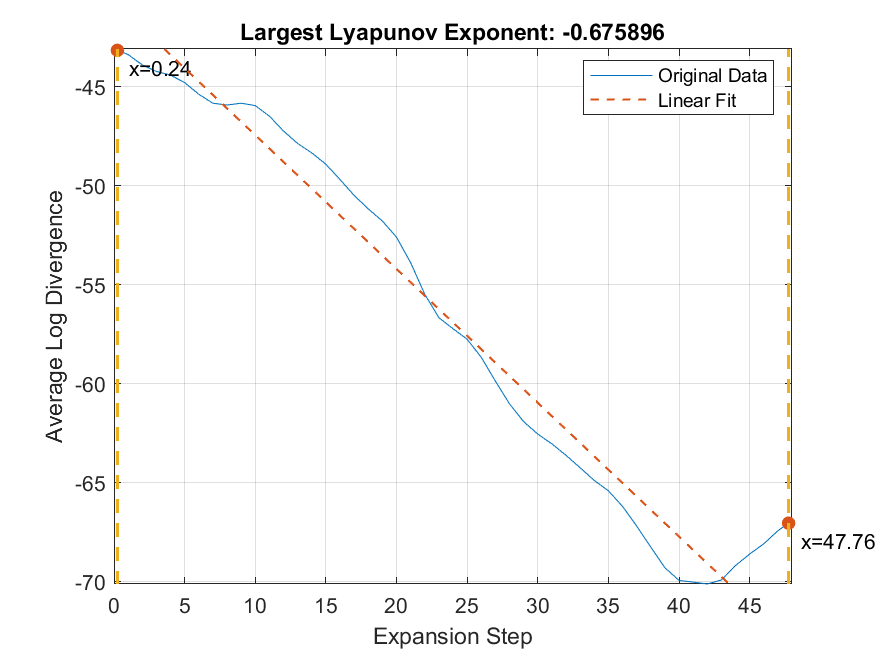 Largest Lyapunov Exponent: -0.675896
x=0.24
Original Data
Linear Fit
Average Log Divergence
-45
-50
-55
-60
-65
-70
x=47.76
0 5 10 15 20 25 30 35 40 45
Expansion Step